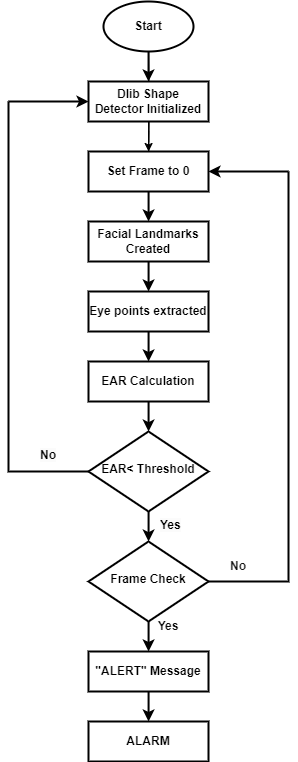 Start
Dlib Shape
Detector Initialized
Set Frame to 0
Facial Landmarks
Created
Eye points extracted
EAR Calculation
No
EAR< Threshold
Yes
Frame Check
No
Yes
"ALERT" Message
ALARM